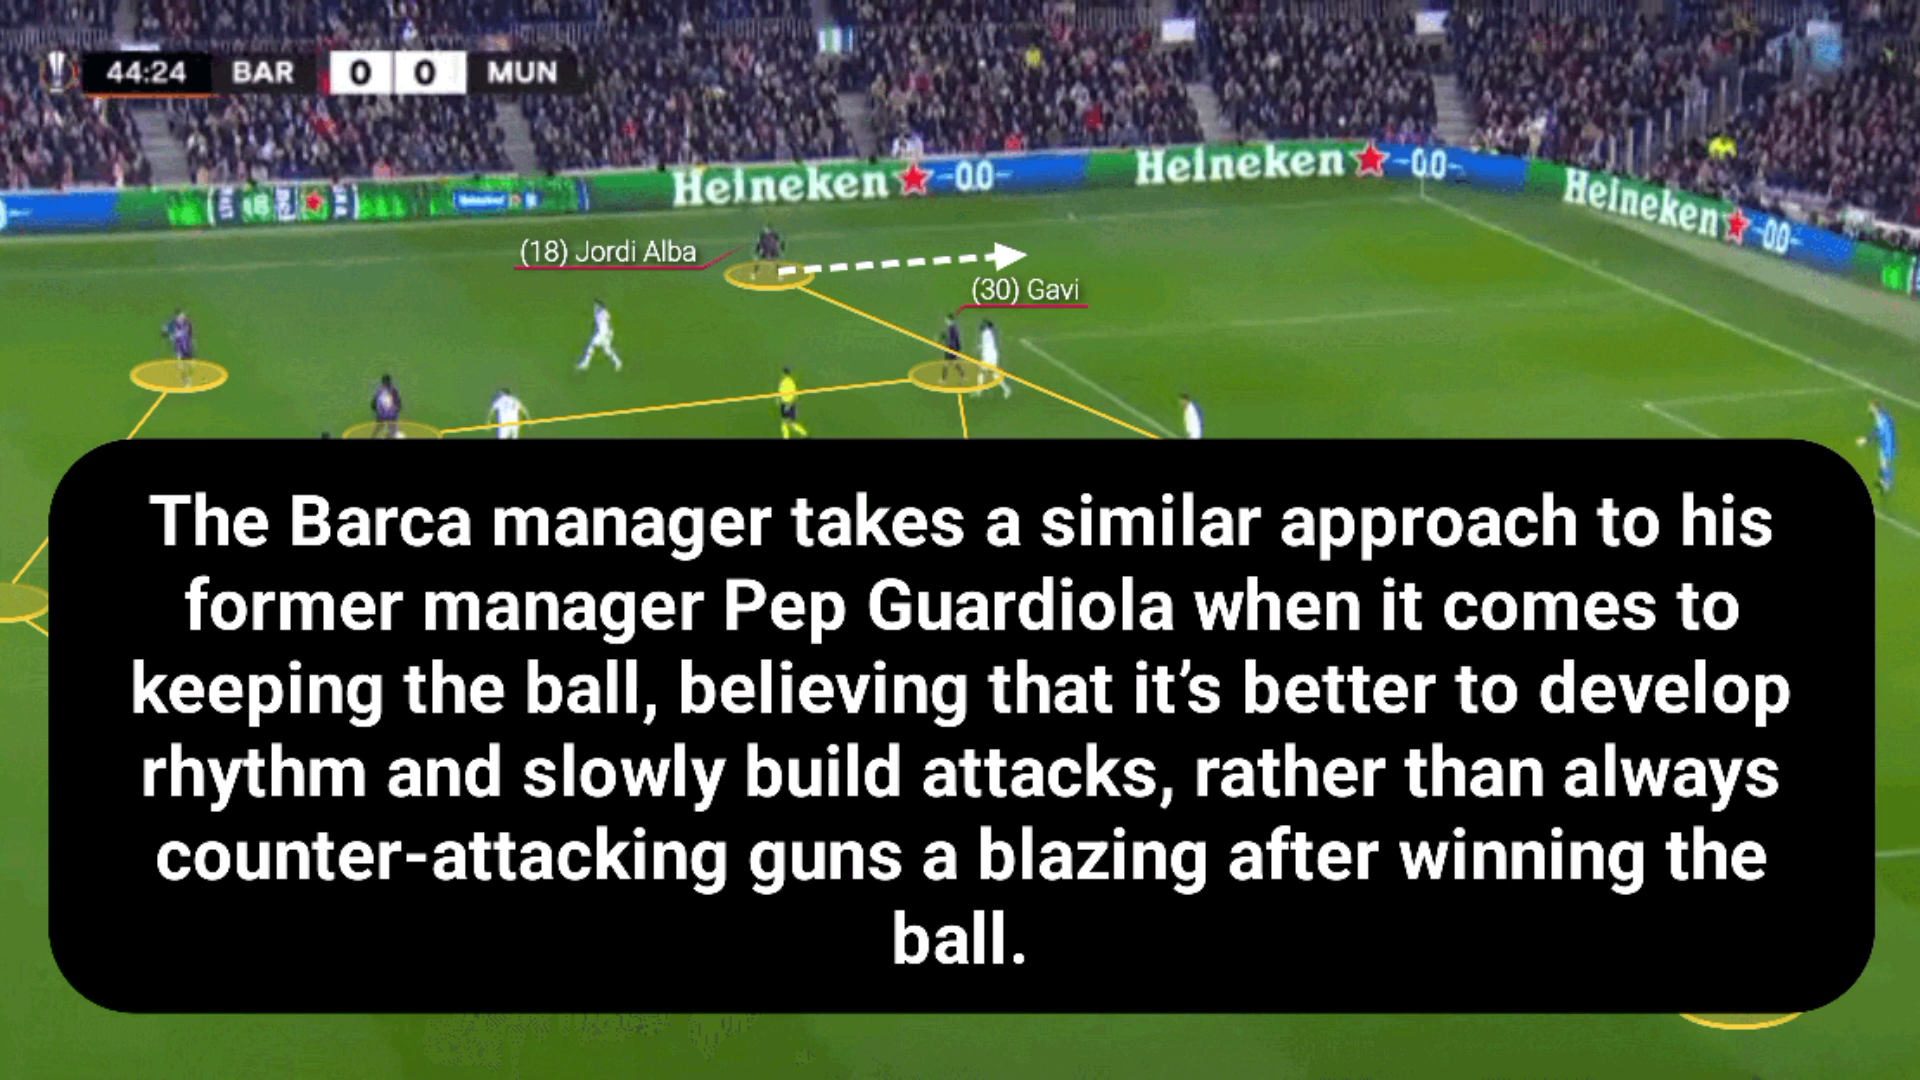 44:24 BAR 0 0 MUN
Heineken 0.0
Heineken 0.0
Heineken 00
(18) Jordi Alba
(30) Gavi
The Barca manager takes a similar approach to his
former manager Pep Guardiola when it comes to
keeping the ball, believing that it’s better to develop
rhythm and slowly build attacks, rather than always
counter-attacking guns a blazing after winning the
ball.